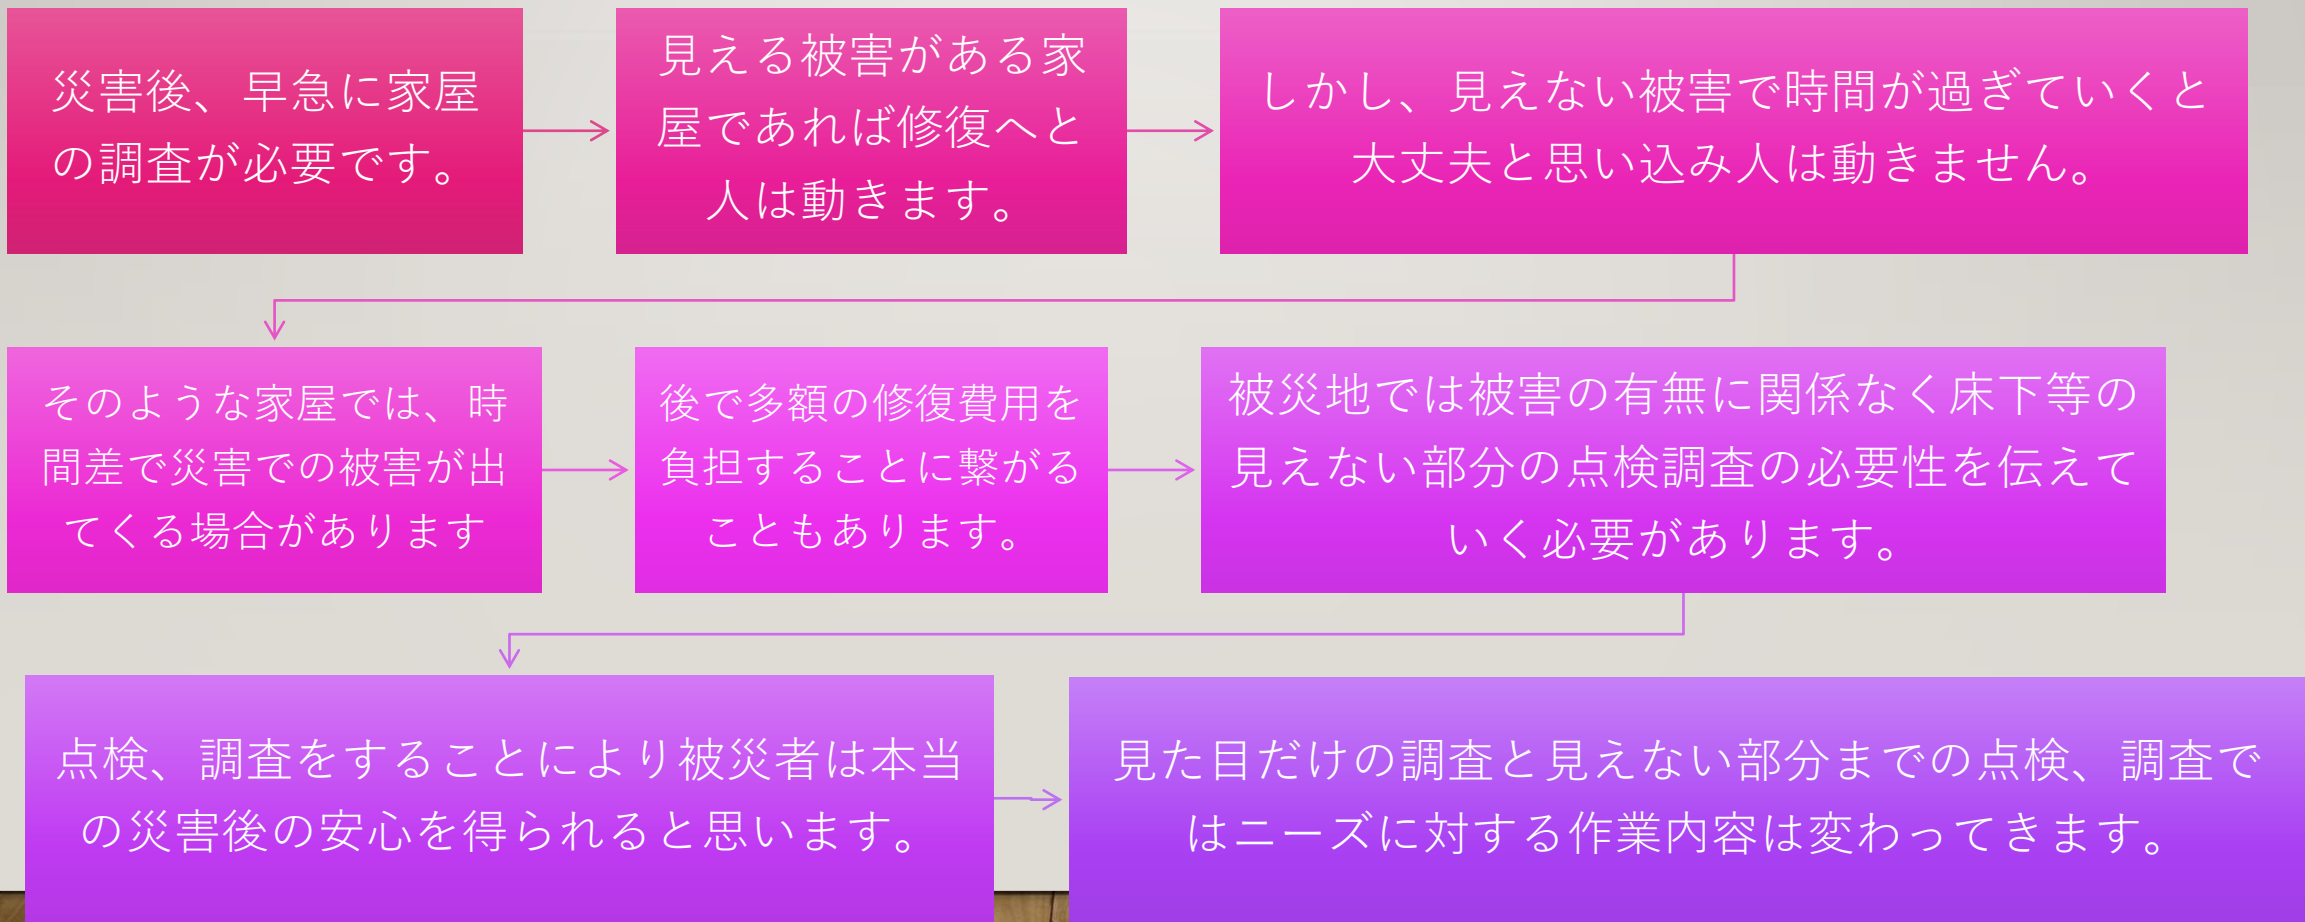 災害後、早急に家屋
の調査が必要です。
見える被害がある家
屋であれば修復へと
人は動きます。
しかし、見えない被害で時間が過ぎていくと
大丈夫と思い込み人は動きません。
そのような家屋では、時
間差で災害での被害が出
てくる場合があります
後で多額の修復費用を
負担することに繋がる
こともあります。
被災地では被害の有無に関係なく床下等の
見えない部分の点検調査の必要性を伝えて
いく必要があります。
点検、調査をすることにより被災者は本当
の災害後の安心を得られると思います。
見た目だけの調査と見えない部分までの点検、調査で
はニーズに対する作業内容は変わってきます。